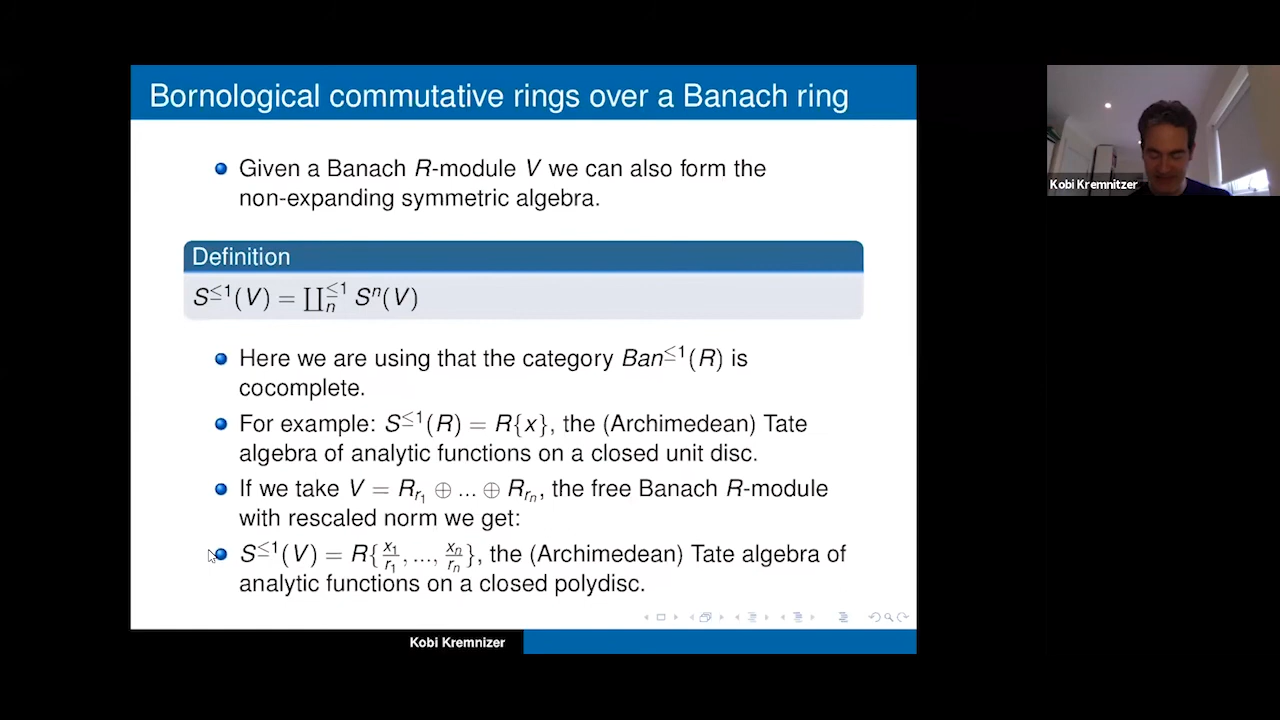 Bornological commutative rings over a Banach ring
Given a Banach R-module V we can also form the
non-expanding symmetric algebra.
Definition
S^{≤1}(V) = ∐_n^{≤1} S^n(V)
Here we are using that the category Ban^{≤1}(R) is
cocomplete.
For example: S^{≤1}(R) = R{x}, the (Archimedean) Tate
algebra of analytic functions on a closed unit disc.
If we take V = R_{r_1} ⊕ ... ⊕ R_{r_n}, the free Banach R-module
with rescaled norm we get:
S^{≤1}(V) = R{\frac{x_1}{r_1}, ..., \frac{x_n}{r_n}}, the (Archimedean) Tate algebra of
analytic functions on a closed polydisc.
Kobi Kremnizer
Kobi Kremnitzer